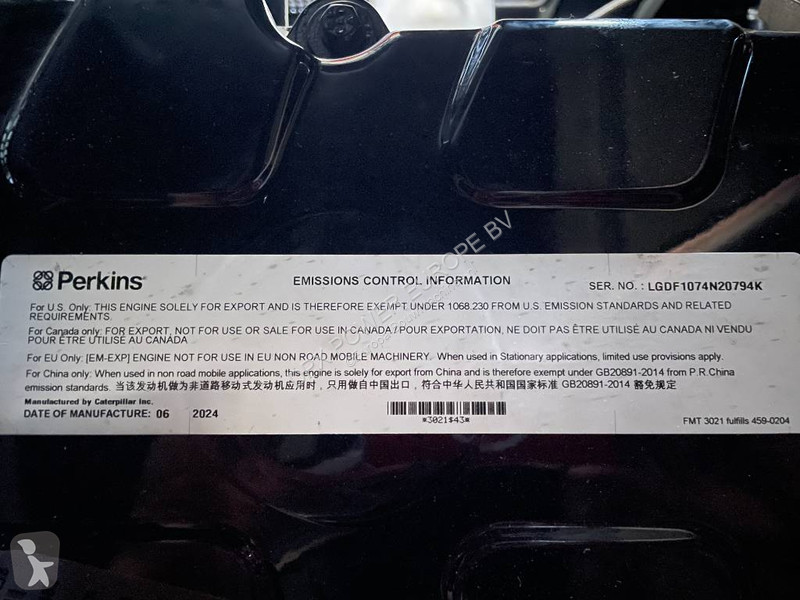 Perkins
EMISSIONS CONTROL INFORMATION
SER. NO. : LGDF1074N20794K
For U.S. Only: THIS ENGINE SOLELY FOR EXPORT AND IS THEREFORE EXEMPT UNDER 1068.230 FROM U.S. EMISSION STANDARDS AND RELATED
REQUIREMENTS.
For Canada only: FOR EXPORT, NOT FOR USE OR SALE FOR USE IN CANADA / POUR EXPORTATION, NE DOIT PAS ÊTRE UTILISÉ AU CANADA NI VENDU
POUR ÊTRE UTILISÉ AU CANADA
For EU Only: [EM-EXP] ENGINE NOT FOR USE IN EU NON ROAD MOBILE MACHINERY. When used in Stationary applications, limited use provisions apply.
For China only: When used in non road mobile applications, this engine is solely for export from China and is therefore exempt under GB20891-2014 from P.R.China
emission standards. 当该发动机做为非道路移动式发动机应用时，只用做自中国出口，符合中华人民共和国国家标准 GB20891-2014 豁免规定
Manufactured by Caterpillar Inc.
DATE OF MANUFACTURE: 06 2024
*3021$43*
FMT 3021 fulfills 459-0204